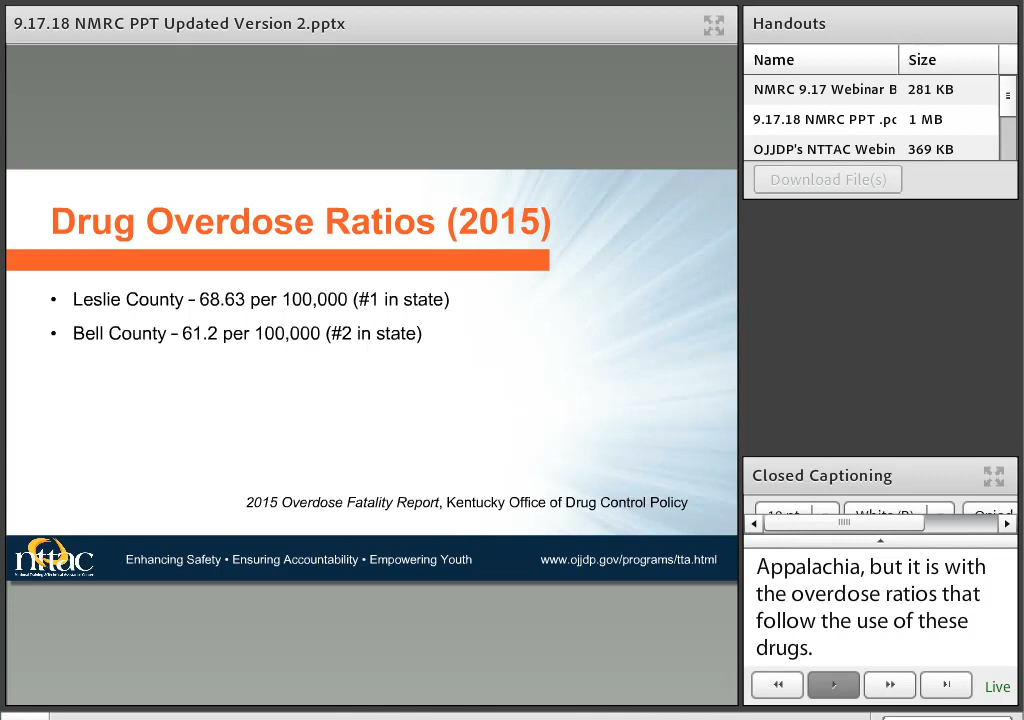 9.17.18 NMRC PPT Updated Version 2.pptx
Drug Overdose Ratios (2015)
• Leslie County – 68.63 per 100,000 (#1 in state)
• Bell County – 61.2 per 100,000 (#2 in state)
2015 Overdose Fatality Report, Kentucky Office of Drug Control Policy
nttac
Enhancing Safety • Ensuring Accountability • Empowering Youth
www.ojjdp.gov/programs/tta.html
Handouts
Name Size
NMRC 9.17 Webinar B 281 KB
9.17.18 NMRC PPT .pc 1 MB
OJJDP's NTTAC Webin 369 KB
Download File(s)
Closed Captioning
Appalachia, but it is with
the overdose ratios that
follow the use of these
drugs.
Live